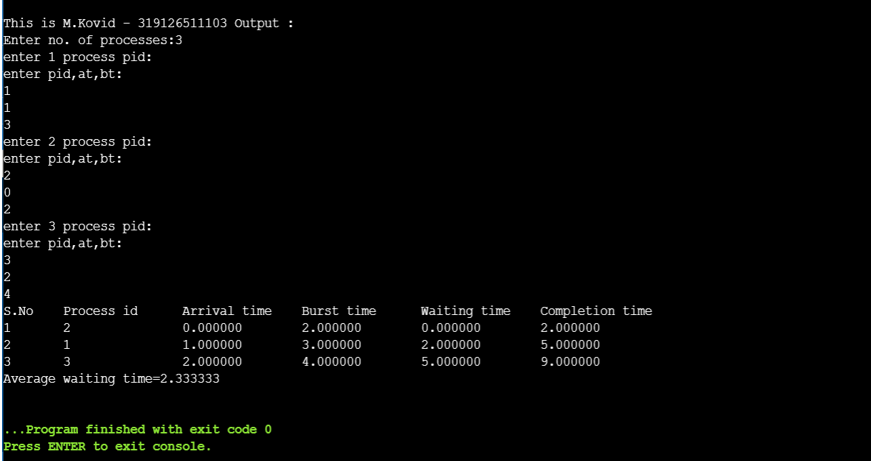 This is M.Kovid – 319126511103 Output :
Enter no. of processes:3
enter 1 process pid:
enter pid,at,bt:
1
1
3
enter 2 process pid:
enter pid,at,bt:
2
0
2
enter 3 process pid:
enter pid,at,bt:
3
2
4
S.No    Process id      Arrival time    Burst time      Waiting time    Completion time
1       2               0.000000        2.000000        0.000000        2.000000
2       1               1.000000        3.000000        2.000000        5.000000
3       3               2.000000        4.000000        5.000000        9.000000
Average waiting time=2.333333
...Program finished with exit code 0
Press ENTER to exit console.